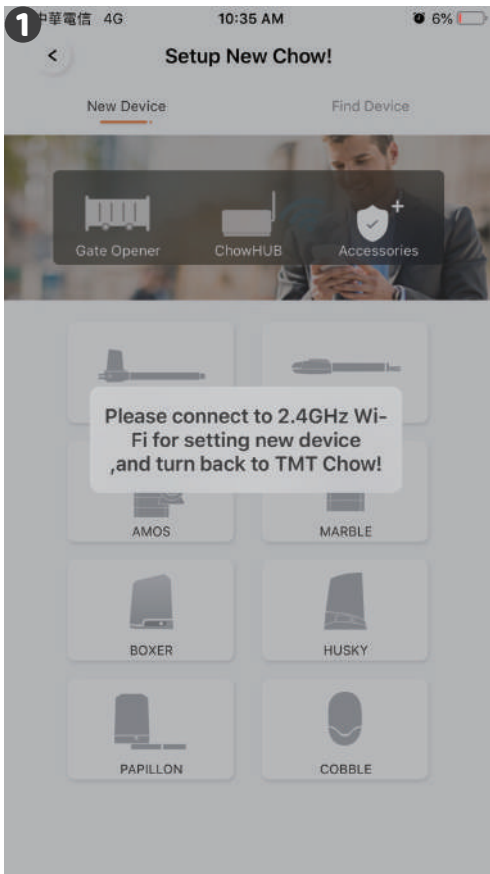 1
中華電信 4G 10:35 AM 6%
Setup New Chow!
New Device Find Device
Gate Opener ChowHUB Accessories
Please connect to 2.4GHz Wi-
Fi for setting new device
,and turn back to TMT Chow!
AMOS MARBLE
BOXER HUSKY
PAPILLON COBBLE